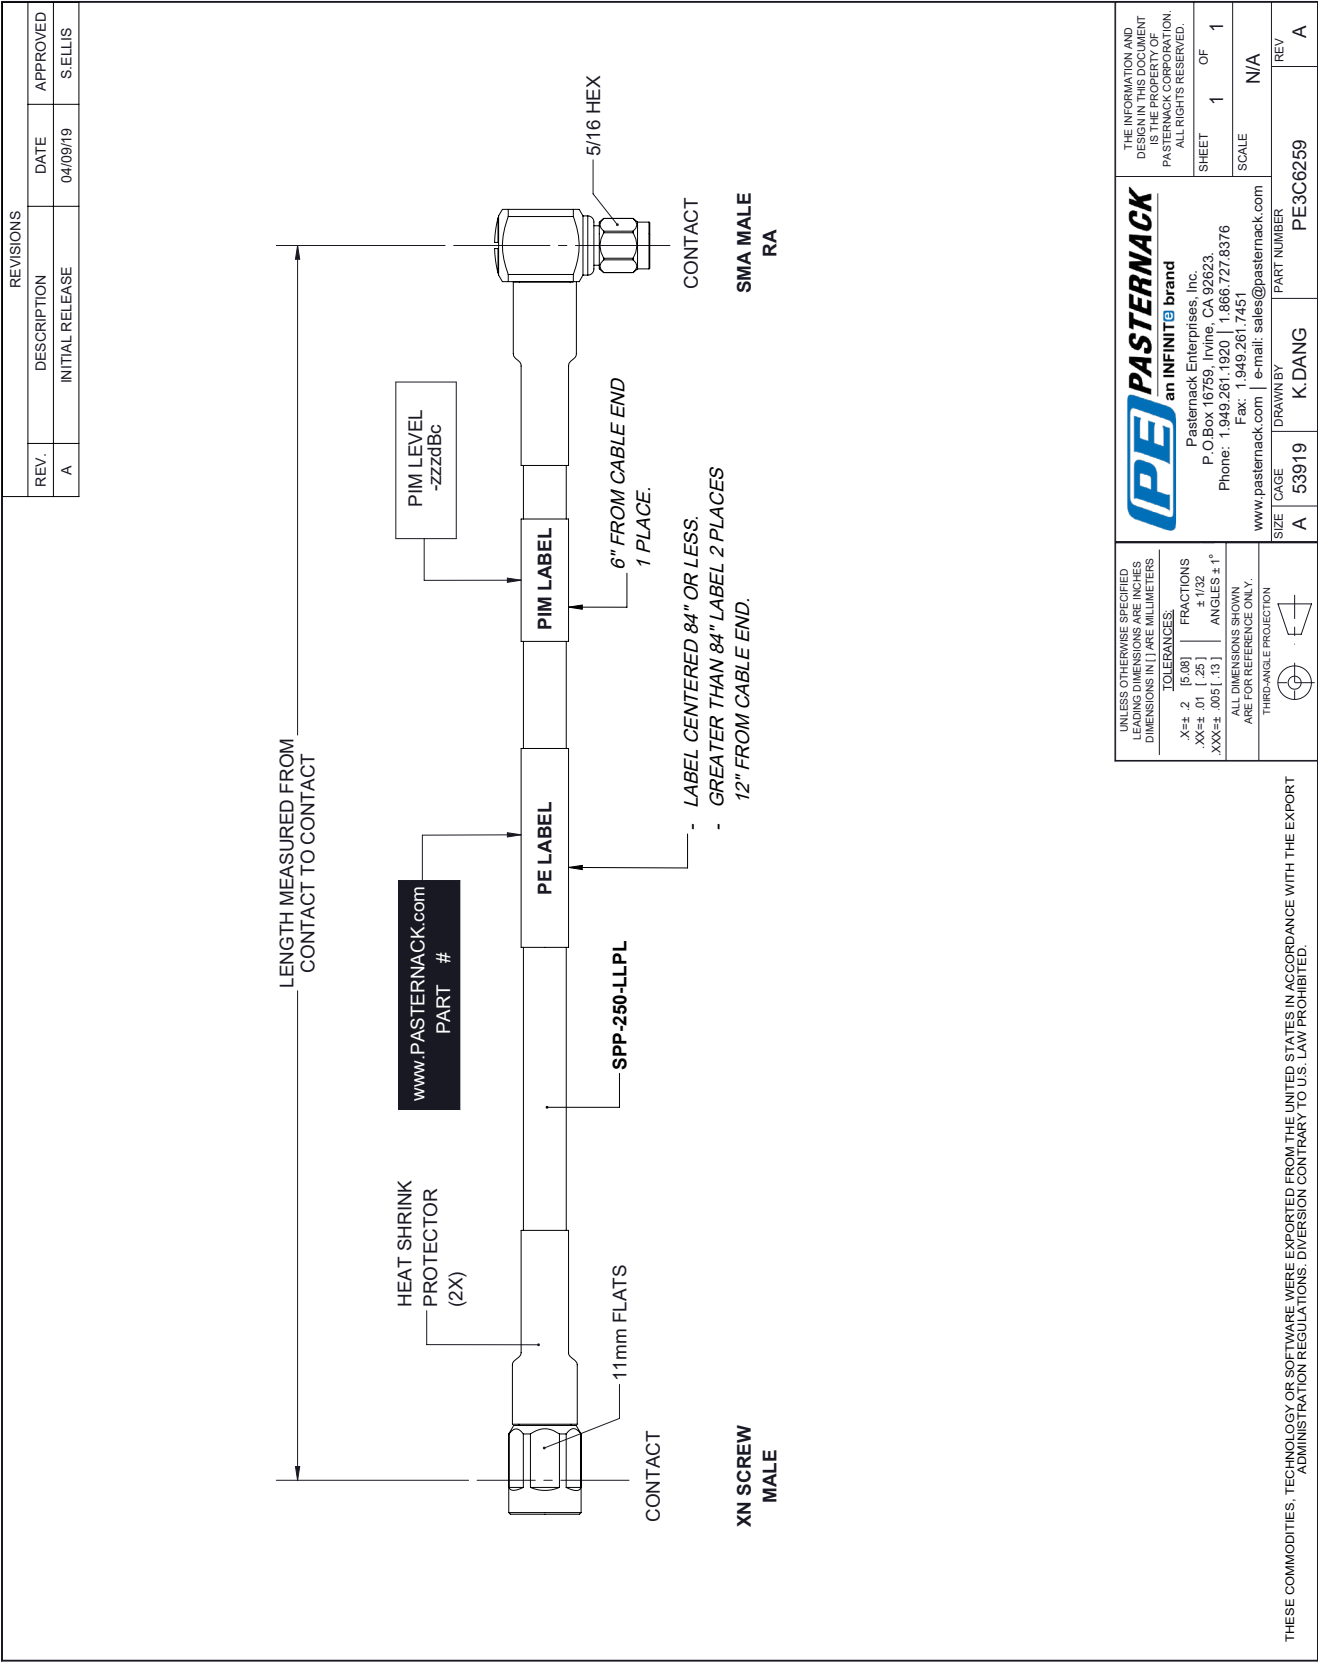 REVISIONS
REV. DESCRIPTION DATE APPROVED
A INITIAL RELEASE 04/09/19 S.ELLIS
LENGTH MEASURED FROM
CONTACT TO CONTACT
HEAT SHRINK
PROTECTOR
(2X)
www.PASTERNACK.com
PART #
PIM LEVEL
-zzzdBc
PE LABEL
PIM LABEL
11mm FLATS
SPP-250-LLPL
6" FROM CABLE END
1 PLACE.
5/16 HEX
- LABEL CENTERED 84" OR LESS.
- GREATER THAN 84" LABEL 2 PLACES
12" FROM CABLE END.
CONTACT
XN SCREW
MALE
CONTACT
SMA MALE
RA
UNLESS OTHERWISE SPECIFIED
LEADING DIMENSIONS ARE INCHES
DIMENSIONS IN [ ] ARE MILLIMETERS
TOLERANCES:
.X=± .2 [5.08] FRACTIONS
.XX=± .01 [ .25 ] ± 1/32
.XXX=± .005 [ .13 ] ANGLES ± 1°
ALL DIMENSIONS SHOWN
ARE FOR REFERENCE ONLY.
THIRD-ANGLE PROJECTION
PE PASTERNACK
an INFINITe brand
Pasternack Enterprises, Inc.
P.O.Box 16759, Irvine, CA 92623.
Phone: 1.949.261.1920 | 1.866.727.8376
Fax: 1.949.261.7451
www.pasternack.com | e-mail: sales@pasternack.com
THE INFORMATION AND
DESIGN IN THIS DOCUMENT
IS THE PROPERTY OF
PASTERNACK CORPORATION.
ALL RIGHTS RESERVED.
SHEET 1 OF 1
SCALE N/A
SIZE A
CAGE 53919
DRAWN BY K.DANG
PART NUMBER PE3C6259
REV A
THESE COMMODITIES, TECHNOLOGY OR SOFTWARE WERE EXPORTED FROM THE UNITED STATES IN ACCORDANCE WITH THE EXPORT
ADMINISTRATION REGULATIONS. DIVERSION CONTRARY TO U.S. LAW PROHIBITED.